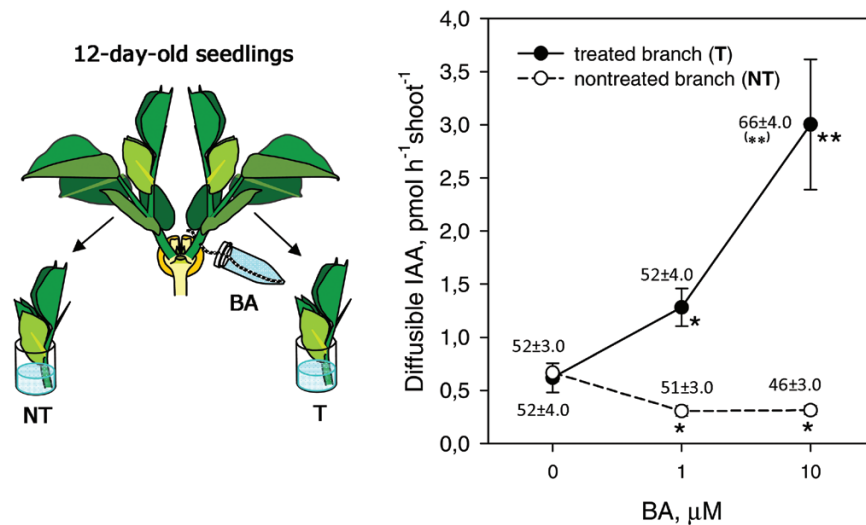 12-day-old seedlings
BA
NT
T
Diffusible IAA, pmol h⁻¹shoot⁻¹
4,0
3,5
3,0
2,5
2,0
1,5
1,0
0,5
0,0
treated branch (T)
nontreated branch (NT)
66±4.0
(**)
**
52±4.0
*
52±3.0
52±4.0
51±3.0
*
46±3.0
*
0
1
10
BA, μM